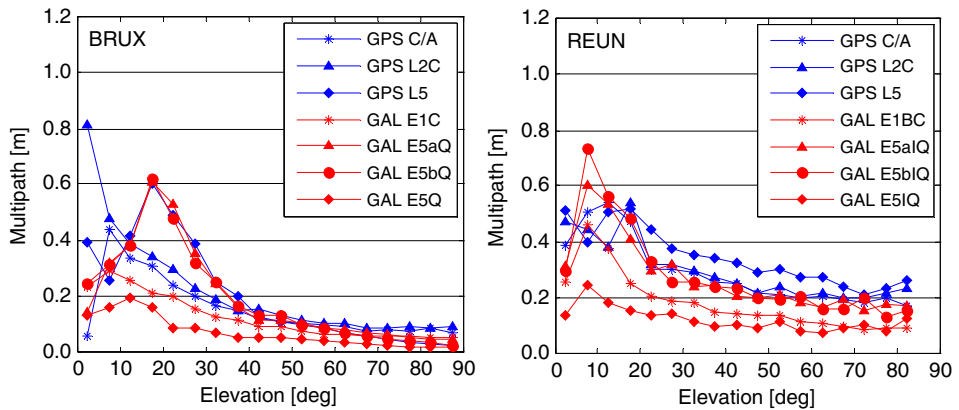 BRUX
GPS C/A
GPS L2C
GPS L5
GAL E1C
GAL E5aQ
GAL E5bQ
GAL E5Q
Multipath [m]
1.2
1.0
0.8
0.6
0.4
0.2
0.0
0 10 20 30 40 50 60 70 80 90
Elevation [deg]
REUN
GPS C/A
GPS L2C
GPS L5
GAL E1BC
GAL E5aIQ
GAL E5bIQ
GAL E5IQ
Multipath [m]
1.2
1.0
0.8
0.6
0.4
0.2
0.0
0 10 20 30 40 50 60 70 80 90
Elevation [deg]